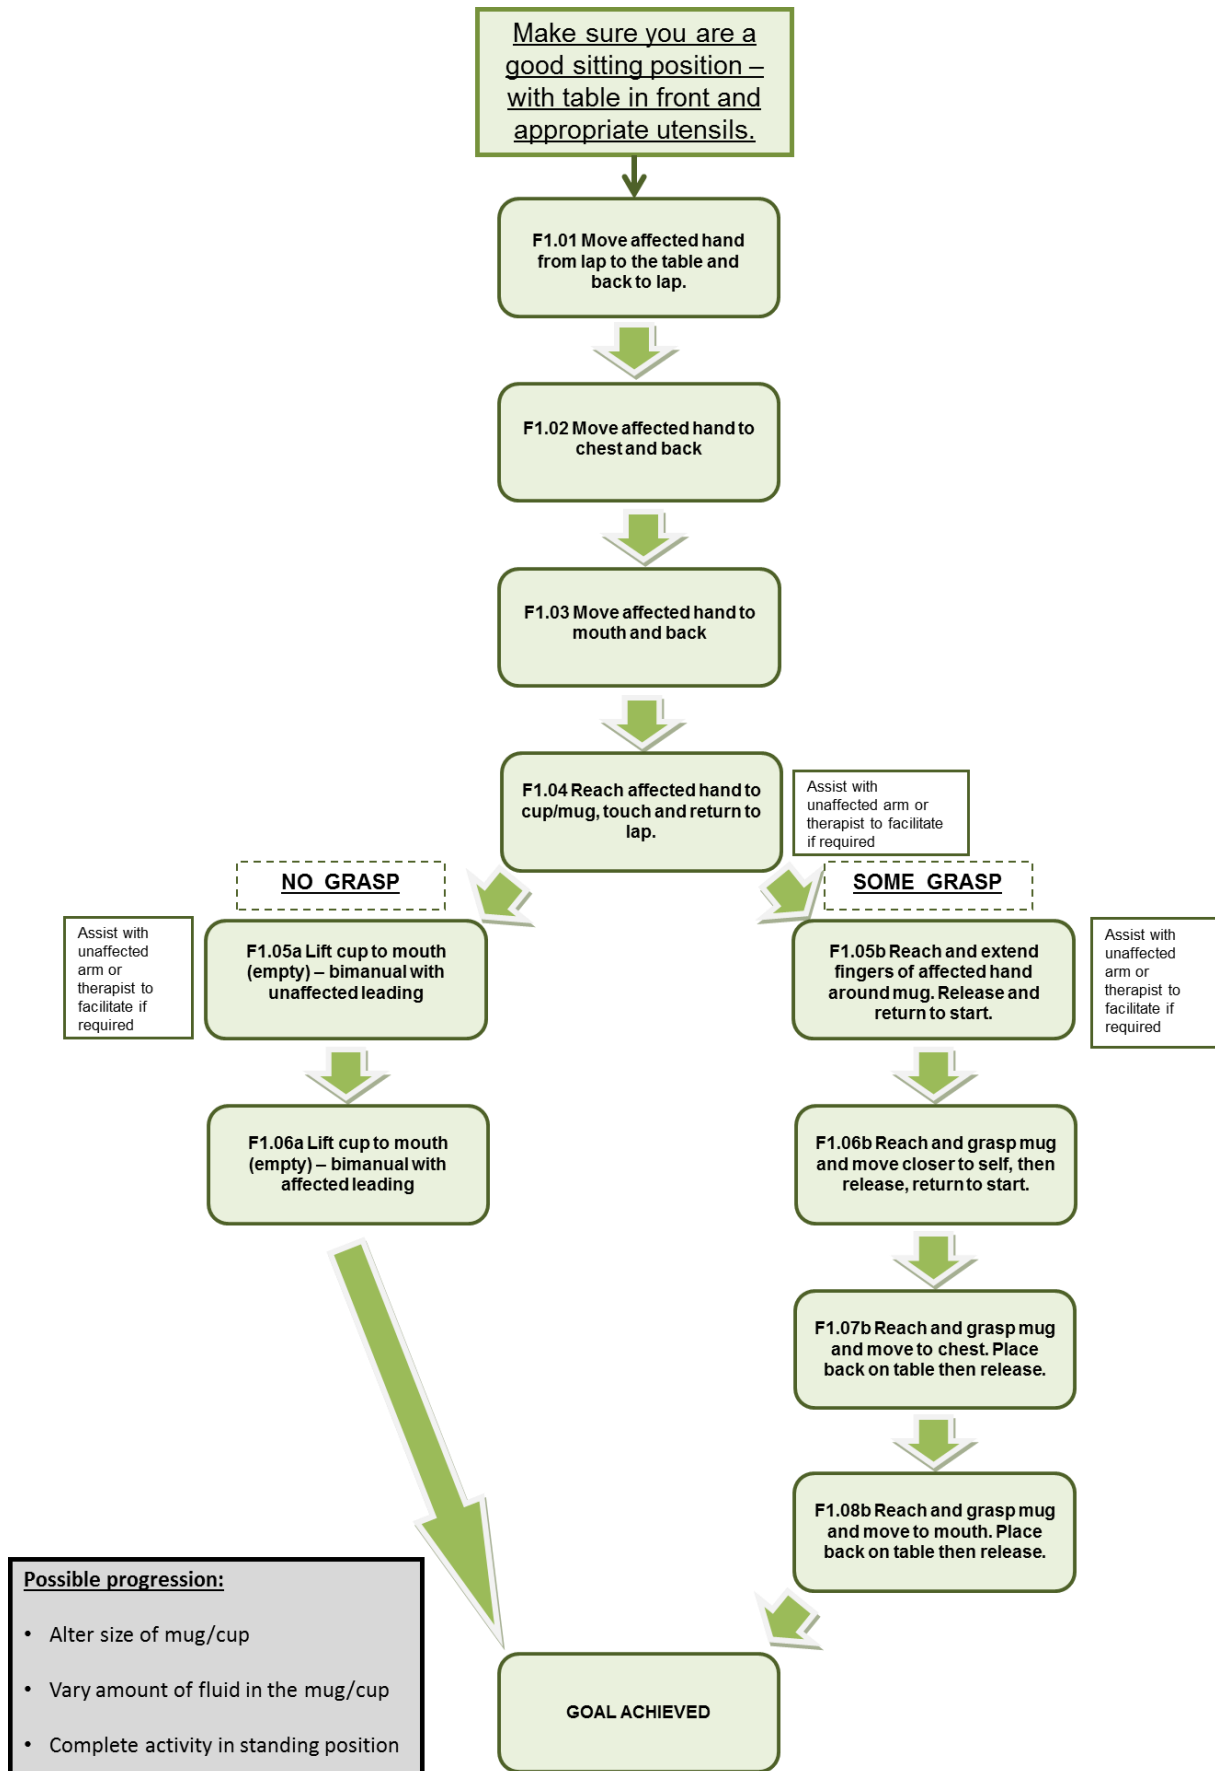 Make sure you are a
good sitting position –
with table in front and
appropriate utensils.
F1.01 Move affected hand
from lap to the table and
back to lap.
F1.02 Move affected hand to
chest and back
F1.03 Move affected hand to
mouth and back
F1.04 Reach affected hand to
cup/mug, touch and return to
lap.
Assist with
unaffected arm or
therapist to facilitate
if required
NO GRASP
SOME GRASP
Assist with
unaffected
arm or
therapist to
facilitate if
required
F1.05a Lift cup to mouth
(empty) – bimanual with
unaffected leading
F1.05b Reach and extend
fingers of affected hand
around mug. Release and
return to start.
Assist with
unaffected
arm or
therapist to
facilitate if
required
F1.06a Lift cup to mouth
(empty) – bimanual with
affected leading
F1.06b Reach and grasp mug
and move closer to self, then
release, return to start.
F1.07b Reach and grasp mug
and move to chest. Place
back on table then release.
F1.08b Reach and grasp mug
and move to mouth. Place
back on table then release.
Possible progression:
• Alter size of mug/cup
• Vary amount of fluid in the mug/cup
• Complete activity in standing position
GOAL ACHIEVED